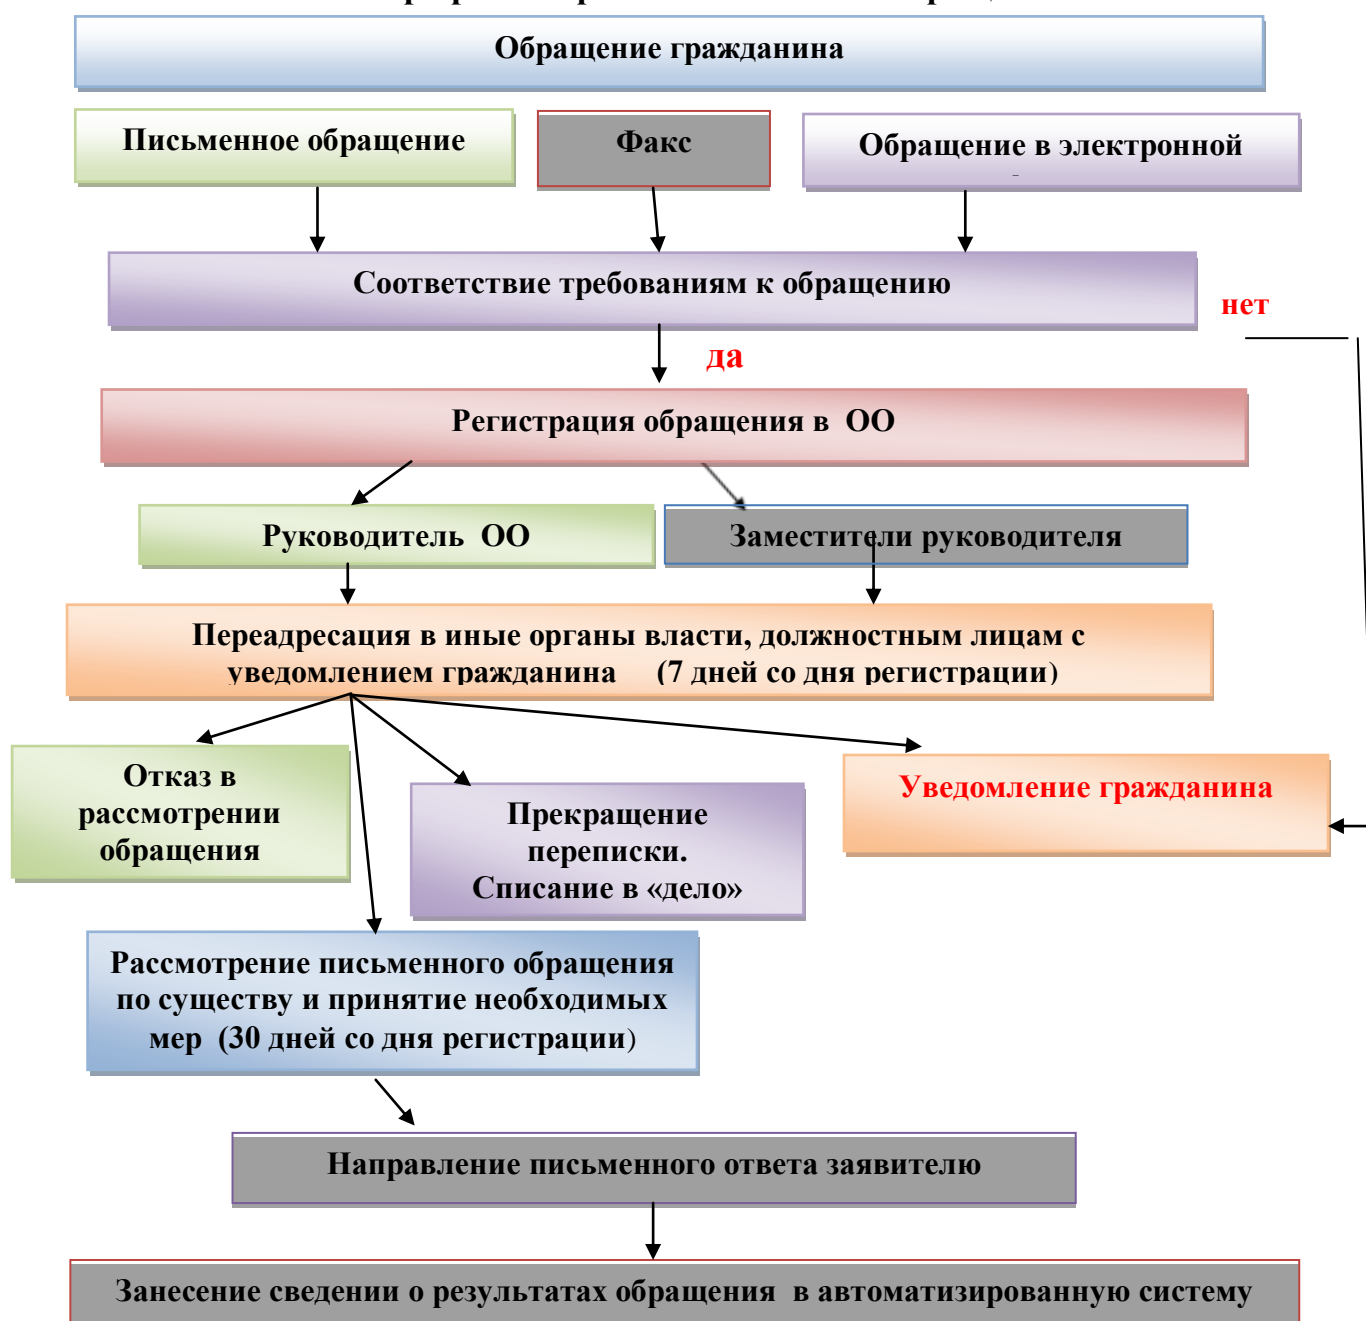 Обращение гражданина
Письменное обращение
Факс
Обращение в электронной
Соответствие требованиям к обращению
нет
да
Регистрация обращения в ОО
Руководитель ОО
Заместители руководителя
Переадресация в иные органы власти, должностным лицам с
уведомлением гражданина (7 дней со дня регистрации)
Отказ в
рассмотрении
обращения
Прекращение
переписки.
Списание в «дело»
Уведомление гражданина
Рассмотрение письменного обращения
по существу и принятие необходимых
мер (30 дней со дня регистрации)
Направление письменного ответа заявителю
Занесение сведении о результатах обращения в автоматизированную систему